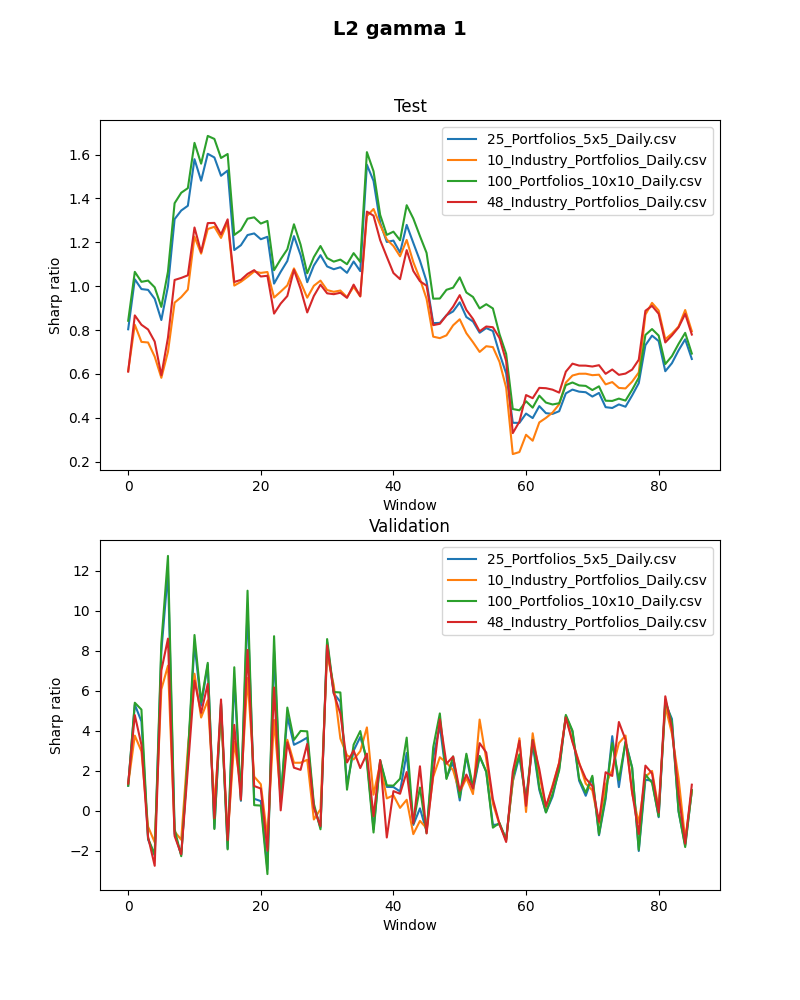 L2 gamma 1
Test
25_Portfolios_5x5_Daily.csv
10_Industry_Portfolios_Daily.csv
100_Portfolios_10x10_Daily.csv
48_Industry_Portfolios_Daily.csv
Sharp ratio
1.6
1.4
1.2
1.0
0.8
0.6
0.4
0.2
0 20 40 60 80
Window
Validation
25_Portfolios_5x5_Daily.csv
10_Industry_Portfolios_Daily.csv
100_Portfolios_10x10_Daily.csv
48_Industry_Portfolios_Daily.csv
Sharp ratio
12
10
8
6
4
2
0
−2
0 20 40 60 80
Window